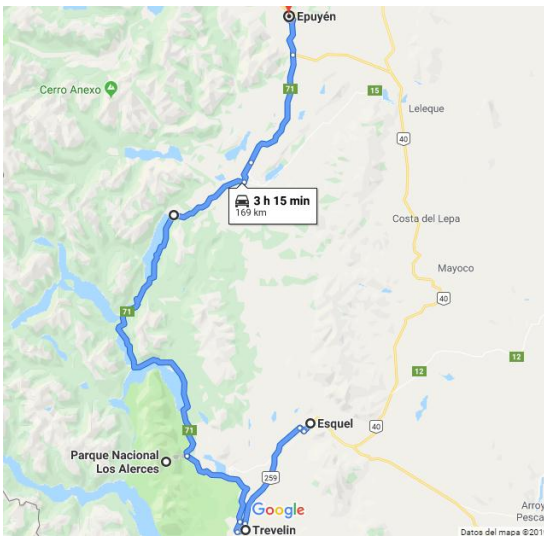 Epuyén
Cerro Anexo
71
15
Leleque
40
3 h 15 min
169 km
Costa del Lepa
Mayoco
40
71
12
12
Esquel
40
71
Parque Nacional
Los Alerces
259
Google
Trevelin
Arroy
Pesca
Datos del mapa ©201